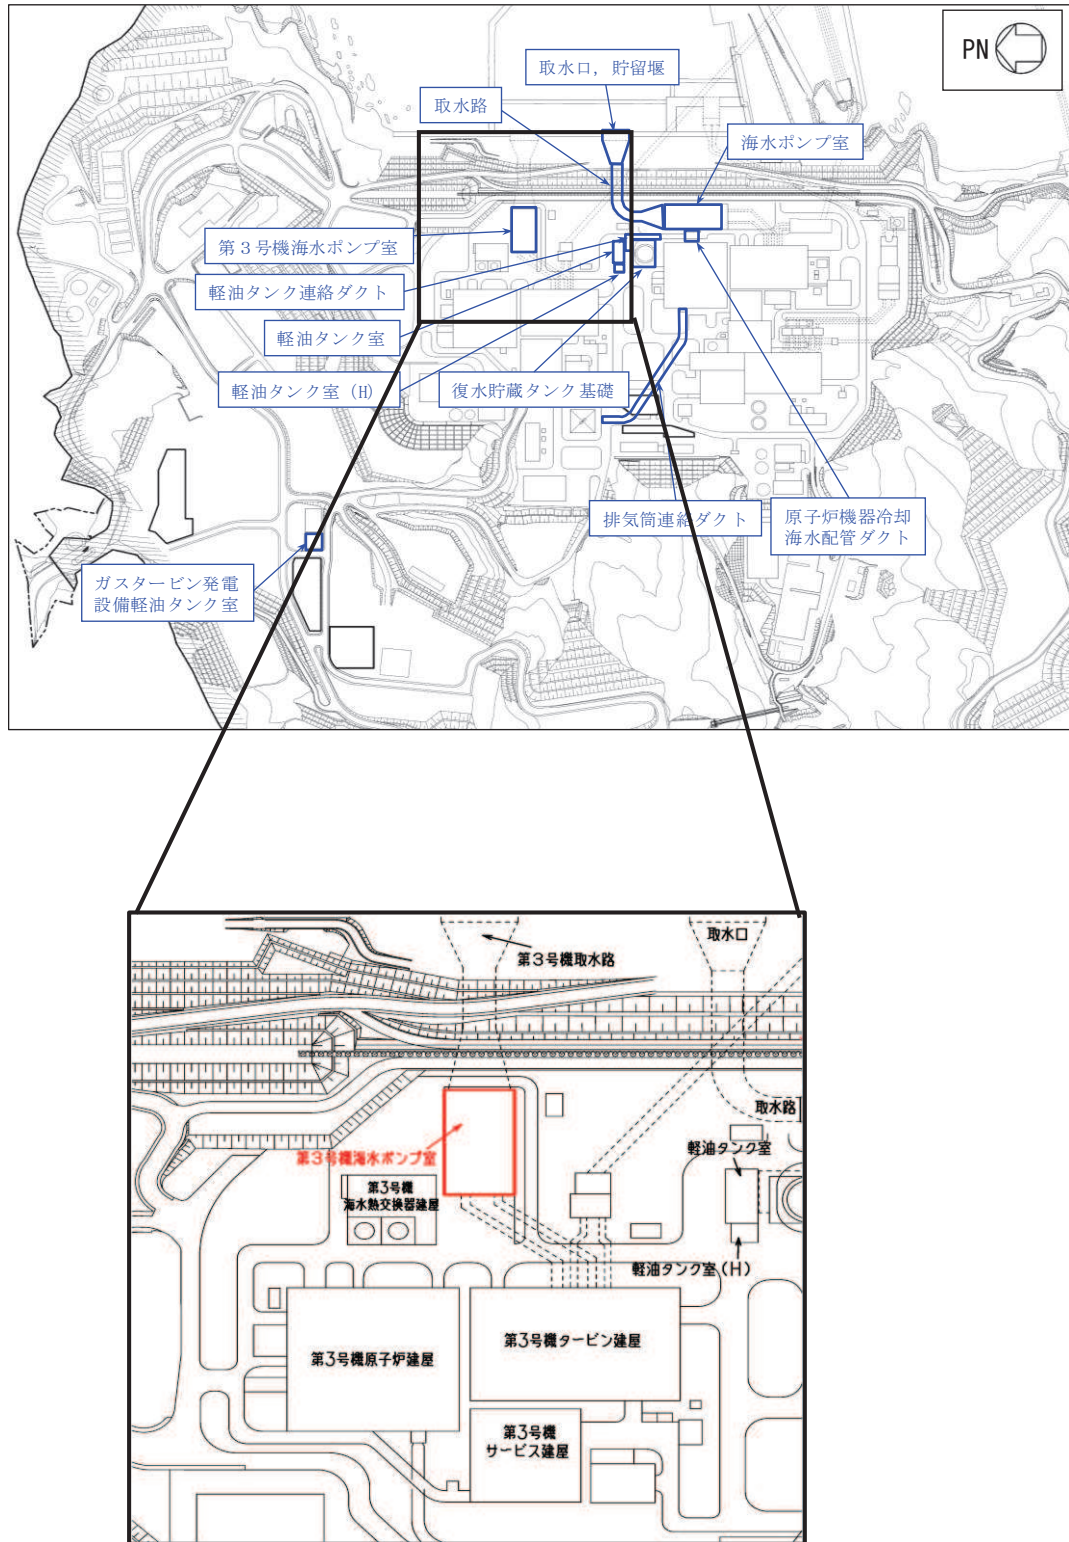 PN
取水口，貯留堰
取水路
海水ポンプ室
第３号機海水ポンプ室
軽油タンク連絡ダクト
軽油タンク室
軽油タンク室（H）
復水貯蔵タンク基礎
排気筒連絡ダクト
原子炉機器冷却
海水配管ダクト
ガスタービン発電
設備軽油タンク室
第３号機取水路
取水口
取水路
第３号機海水ポンプ室
軽油タンク室
第３号機
海水熱交換器建屋
軽油タンク室（H）
第３号機原子炉建屋
第３号機タービン建屋
第３号機
サービス建屋